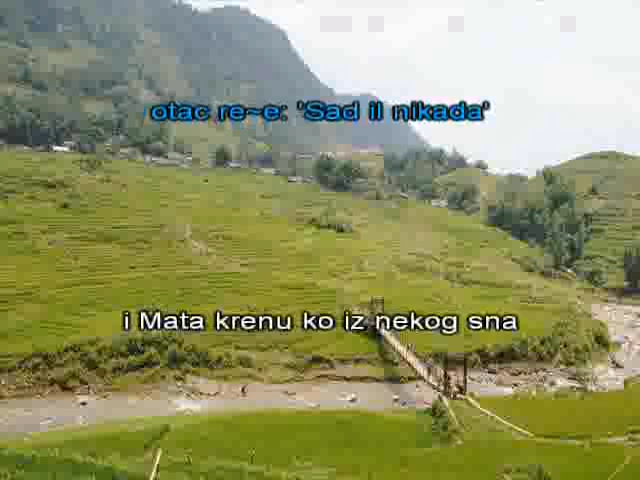 otac re~e: 'Sad il nikada'
i Mata krenu ko iz nekog sna